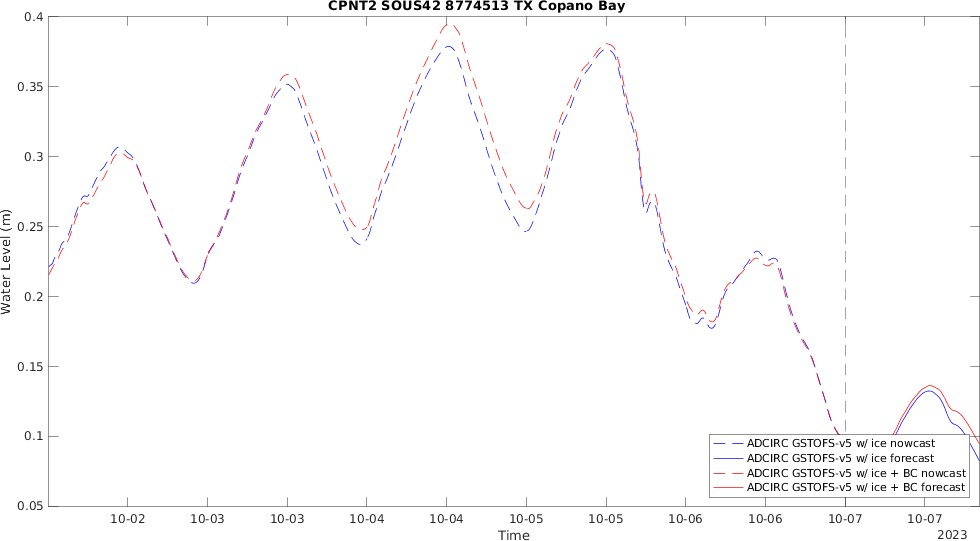 CPNT2 SOUS42 8774513 TX Copano Bay
Water Level (m)
0.4
0.35
0.3
0.25
0.2
0.15
0.1
0.05
ADCIRC GSTOFS-v5 w/ ice nowcast
ADCIRC GSTOFS-v5 w/ ice forecast
ADCIRC GSTOFS-v5 w/ ice + BC nowcast
ADCIRC GSTOFS-v5 w/ ice + BC forecast
10-02 10-03 10-03 10-04 10-04 10-05 10-05 10-06 10-06 10-07 10-07
Time
2023